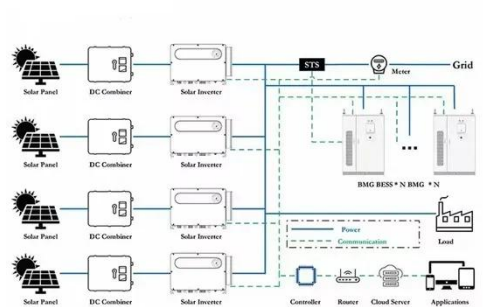 STS
Meter
Grid
Solar Panel DC Combiner Solar Inverter
BMG BESS * N BMG * N
Solar Panel DC Combiner Solar Inverter
Power
Communication
Load
Solar Panel DC Combiner Solar Inverter
Solar Panel DC Combiner Solar Inverter Controller Router Cloud Server Applications